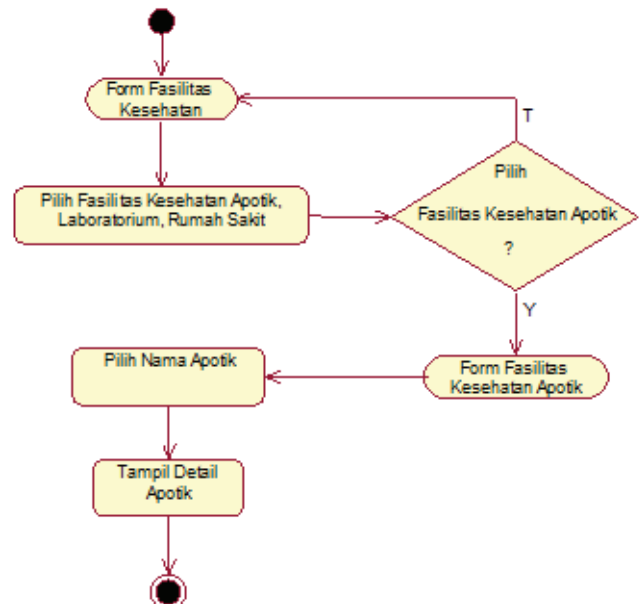 Form Fasilitas
Kesehatan
Pilih Fasilitas Kesehatan Apotik,
Laboratorium, Rumah Sakit
T
Pilih
Fasilitas Kesehatan Apotik
?
Y
Form Fasilitas
Kesehatan Apotik
Pilih Nama Apotik
Tampil Detail
Apotik